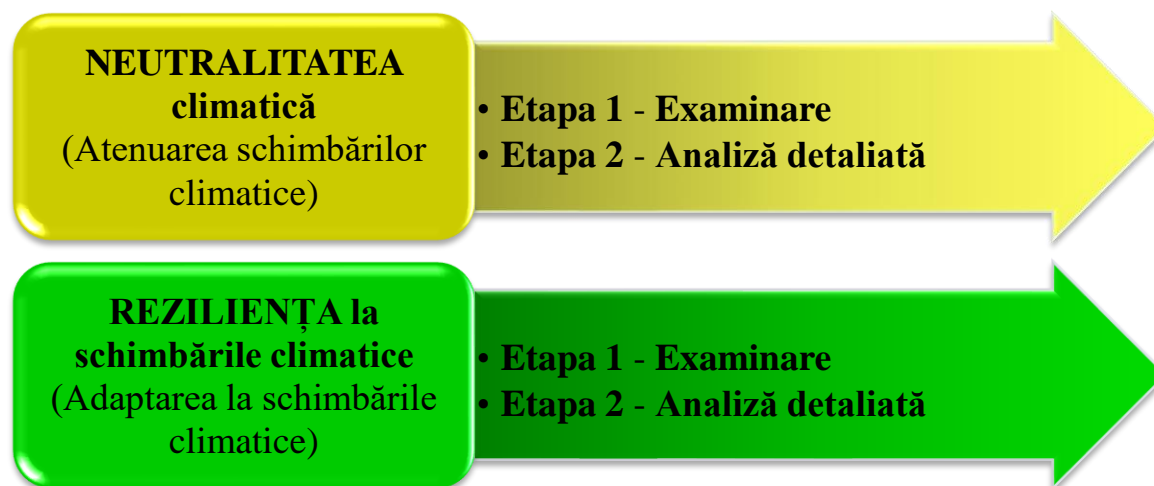 NEUTRALITATEA
climatică
(Atenuarea schimbărilor
climatice)
• Etapa 1 - Examinare
• Etapa 2 - Analiză detaliată
REZILIENȚA la
schimbările climatice
(Adaptarea la schimbările
climatice)
• Etapa 1 - Examinare
• Etapa 2 - Analiză detaliată